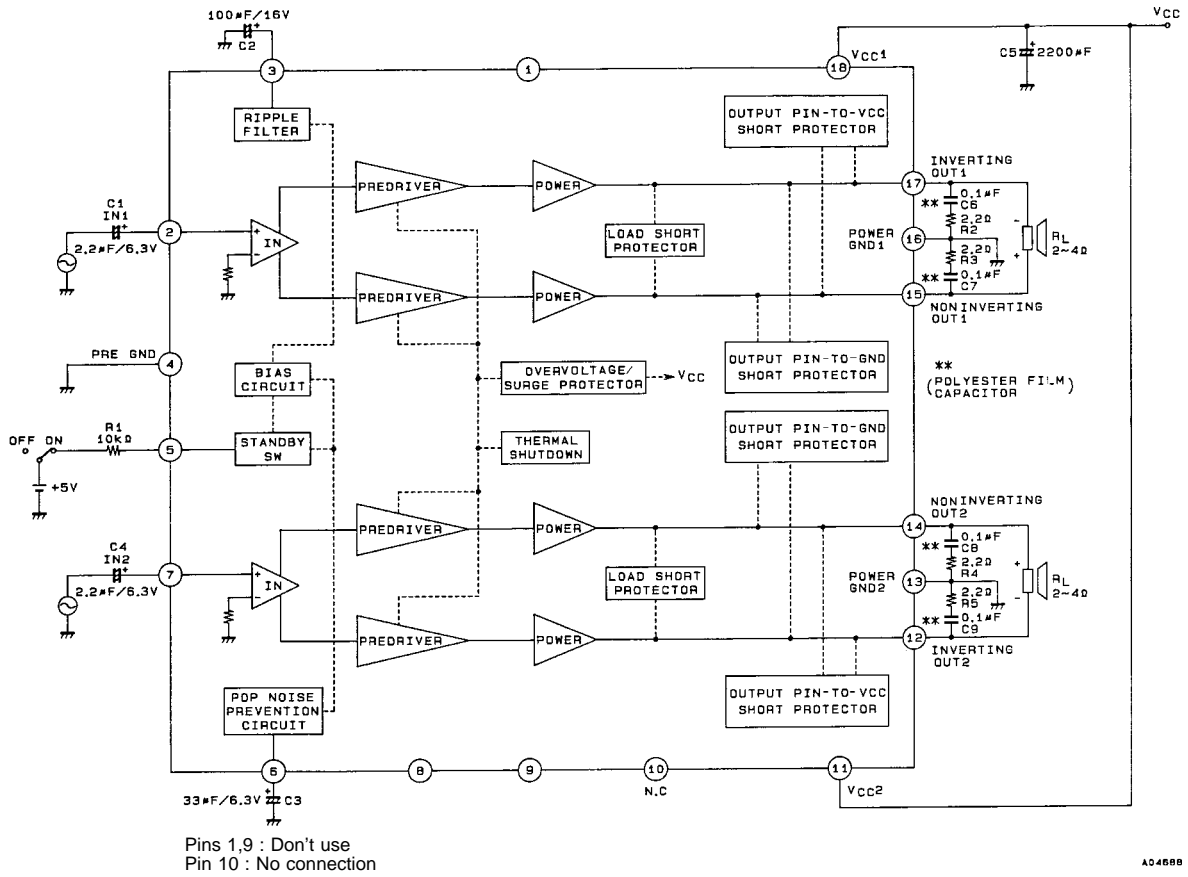 100µF/16V
C2
VCC
C5
2200µF
3
1
18
VCC1
RIPPLE
FILTER
OUTPUT PIN-TO-VCC
SHORT PROTECTOR
INVERTING
OUT1
PREDRIVER
POWER
17
C1
IN1
2
2.2µF/6.3V
+
IN
-
LOAD SHORT
PROTECTOR
POWER
GND1
16
**
0.1µF
C6
2.2Ω
R2
2.2Ω
R3
**
0.1µF
C7
-
+
RL
2~4Ω
PREDRIVER
POWER
15
NONINVERTING
OUT1
PRE GND
4
BIAS
CIRCUIT
OVERVOLTAGE/
SURGE PROTECTOR
VCC
OUTPUT PIN-TO-GND
SHORT PROTECTOR
**
(POLYESTER FILM)
CAPACITOR
OFF ON
R1
10kΩ
5
+5V
STANDBY
SW
THERMAL
SHUTDOWN
OUTPUT PIN-TO-GND
SHORT PROTECTOR
PREDRIVER
POWER
14
NONINVERTING
OUT2
C4
IN2
7
2.2µF/6.3V
+
IN
-
LOAD SHORT
PROTECTOR
POWER
GND2
13
**
0.1µF
C8
2.2Ω
R4
2.2Ω
R5
**
0.1µF
C9
+
-
RL
2~4Ω
PREDRIVER
POWER
12
INVERTING
OUT2
POP NOISE
PREVENTION
CIRCUIT
OUTPUT PIN-TO-VCC
SHORT PROTECTOR
6
8
9
10
N.C
11
VCC2
33µF/6.3V
+
C3
Pins 1,9 : Don't use
Pin 10 : No connection
A04588